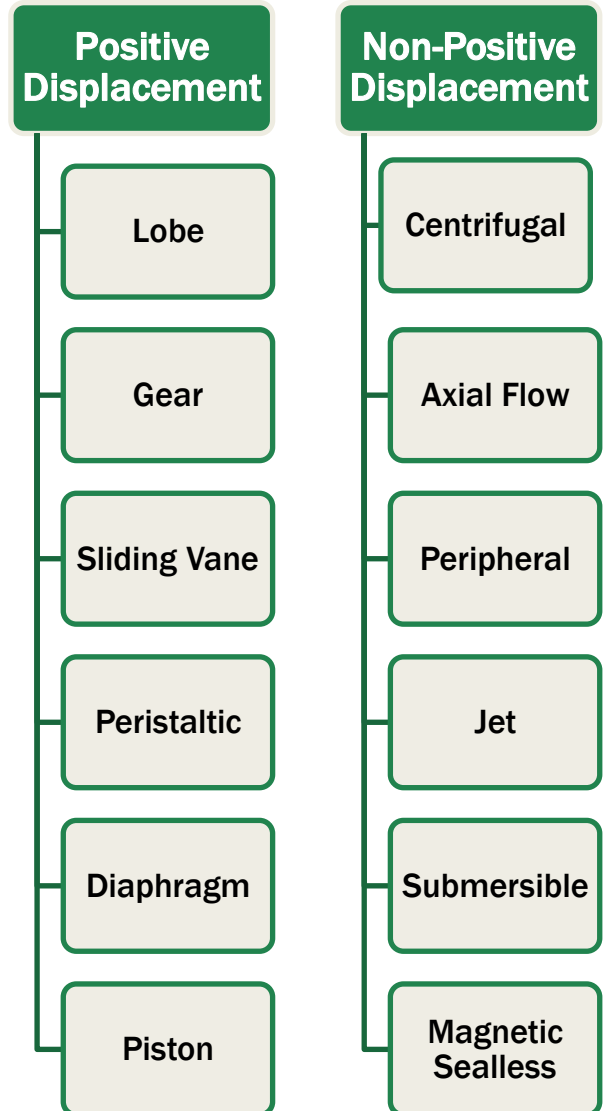 Positive
Displacement
Lobe
Gear
Sliding Vane
Peristaltic
Diaphragm
Piston
Non-Positive
Displacement
Centrifugal
Axial Flow
Peripheral
Jet
Submersible
Magnetic
Sealless